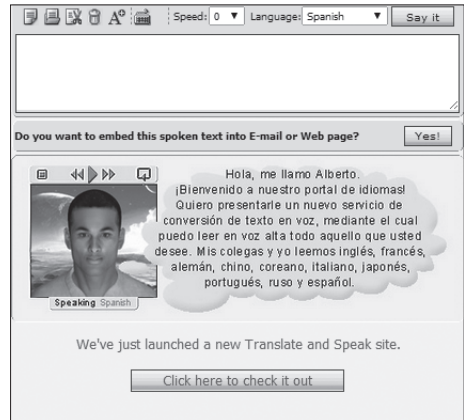 Speed: 0 Language: Spanish Say it
Do you want to embed this spoken text into E-mail or Web page? Yes!
Hola, me llamo Alberto.
¡Bienvenido a nuestro portal de idiomas!
Quiero presentarle un nuevo servicio de
conversión de texto en voz, mediante el cual
puedo leer en voz alta todo aquello que usted
desee. Mis colegas y yo leemos inglés, francés,
alemán, chino, coreano, italiano, japonés,
portugués, ruso y español.
Speaking Spanish
We've just launched a new Translate and Speak site.
Click here to check it out